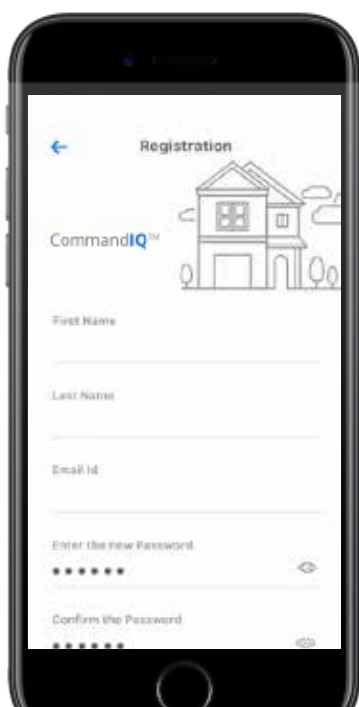 Registration
CommandIQ™
First Name
Last Name
Email Id
Enter the new Password
••••••
Confirm the Password
••••••